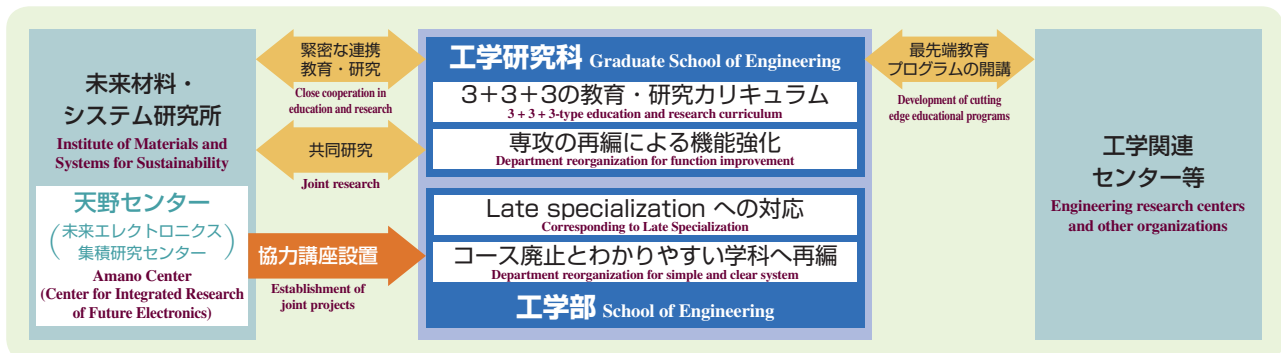 未来材料・
システム研究所
Institute of Materials and
Systems for Sustainability
天野センター
(未来エレクトロニクス
集積研究センター)
Amano Center
(Center for Integrated Research
of Future Electronics)
緊密な連携
教育・研究
Close cooperation in
education and research
共同研究
Joint research
協力講座設置
Establishment of
joint projects
工学研究科 Graduate School of Engineering
3+3+3の教育・研究カリキュラム
3 + 3 + 3-type education and research curriculum
専攻の再編による機能強化
Department reorganization for function improvement
Late specialization への対応
Corresponding to Late Specialization
コース廃止とわかりやすい学科へ再編
Department reorganization for simple and clear system
工学部 School of Engineering
最先端教育
プログラムの開講
Development of cutting
edge educational programs
工学関連
センター等
Engineering research centers
and other organizations